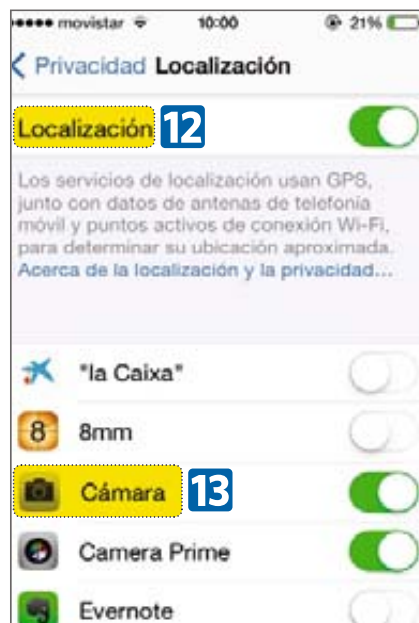 movistar 10:00 21%
Privacidad Localización
Localización 12
Los servicios de localización usan GPS,
junto con datos de antenas de telefonía
móvil y puntos activos de conexión Wi-Fi,
para determinar su ubicación aproximada.
Acerca de la localización y la privacidad...
"la Caixa"
8 8mm
Cámara 13
Camera Prime
Evernote